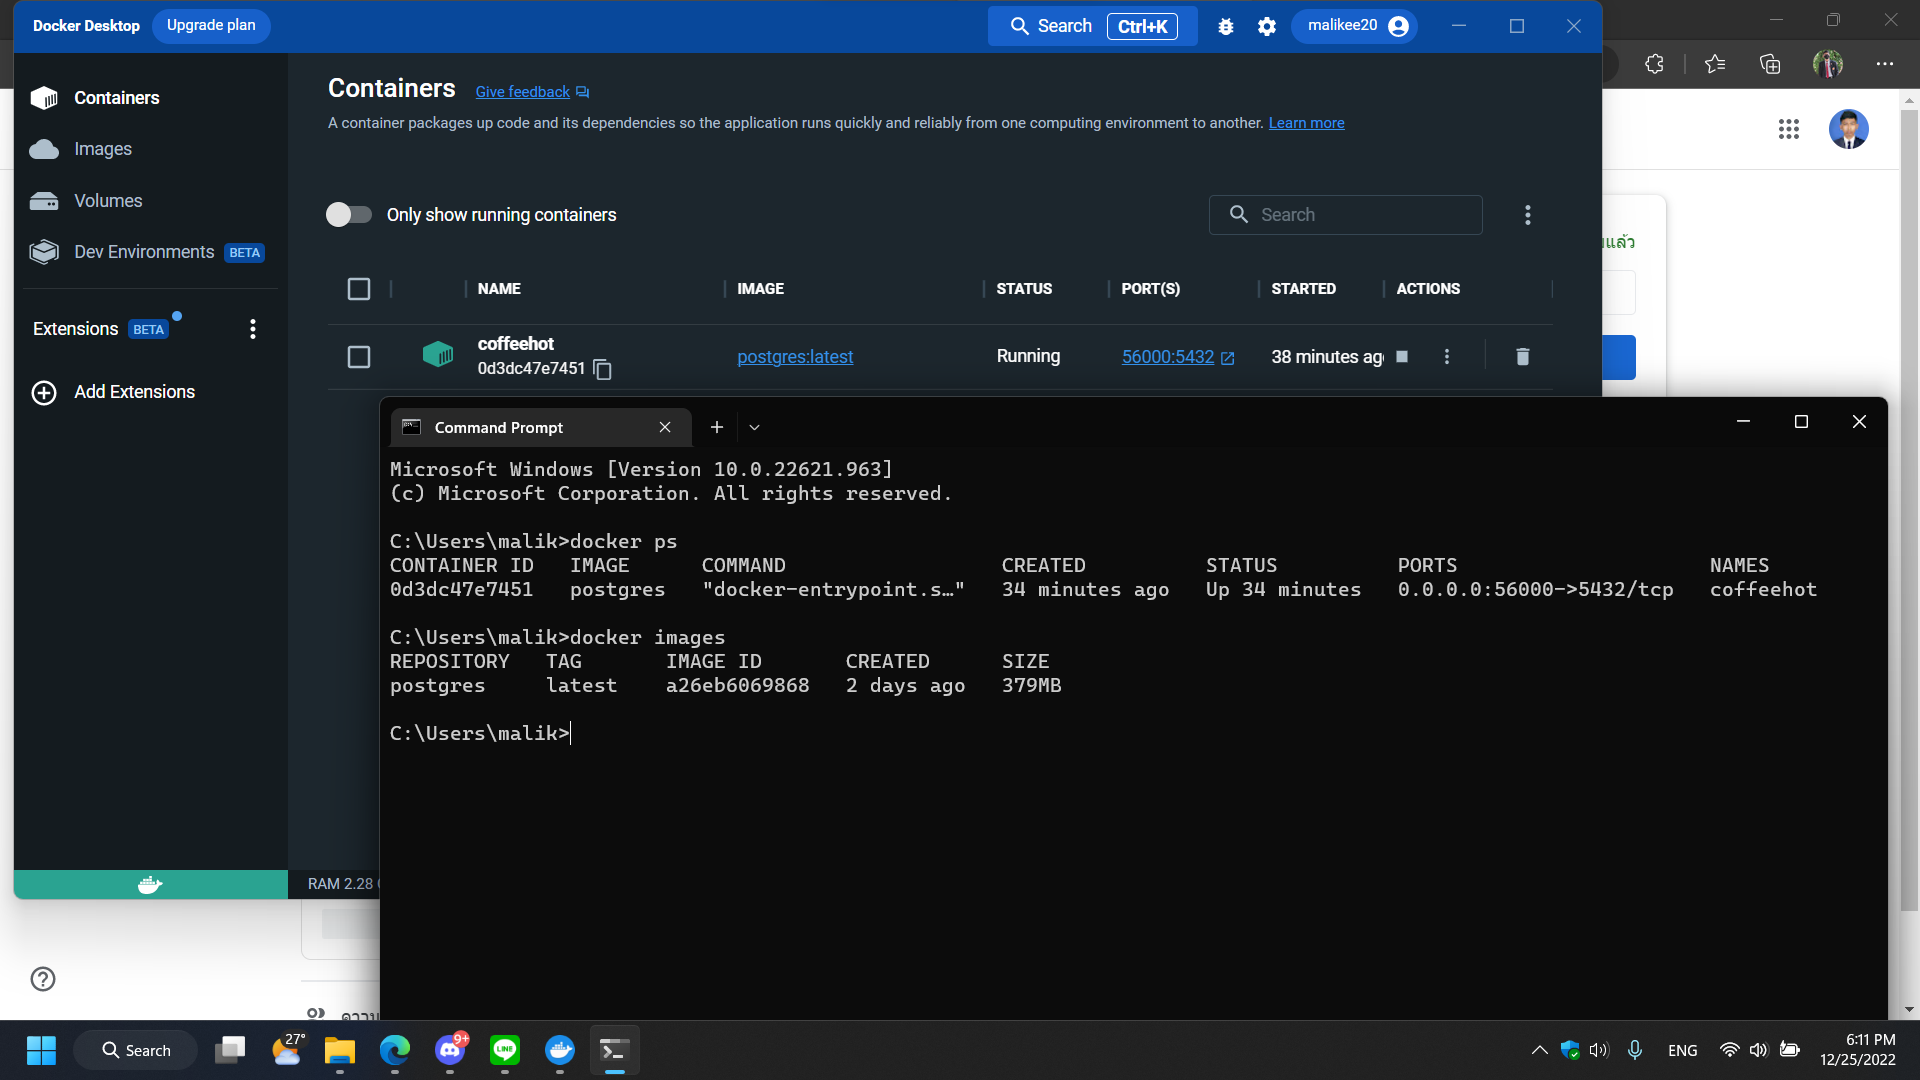 Docker Desktop Upgrade plan Search Ctrl+K malikee20
Containers
Images
Volumes
Dev Environments BETA
Extensions BETA
Add Extensions
Containers Give feedback
A container packages up code and its dependencies so the application runs quickly and reliably from one computing environment to another. Learn more
Only show running containers Search
NAME IMAGE STATUS PORT(S) STARTED ACTIONS
coffeehot
0d3dc47e7451 postgres:latest Running 56000:5432 38 minutes ag
RAM 2.28
Command Prompt
Microsoft Windows [Version 10.0.22621.963]
(c) Microsoft Corporation. All rights reserved.
C:\Users\malik>docker ps
CONTAINER ID IMAGE COMMAND CREATED STATUS PORTS NAMES
0d3dc47e7451 postgres "docker-entrypoint.s…" 34 minutes ago Up 34 minutes 0.0.0.0:56000->5432/tcp coffeehot
C:\Users\malik>docker images
REPOSITORY TAG IMAGE ID CREATED SIZE
postgres latest a26eb6069868 2 days ago 379MB
C:\Users\malik>
27° Search 9+ LINE ENG 6:11 PM
12/25/2022